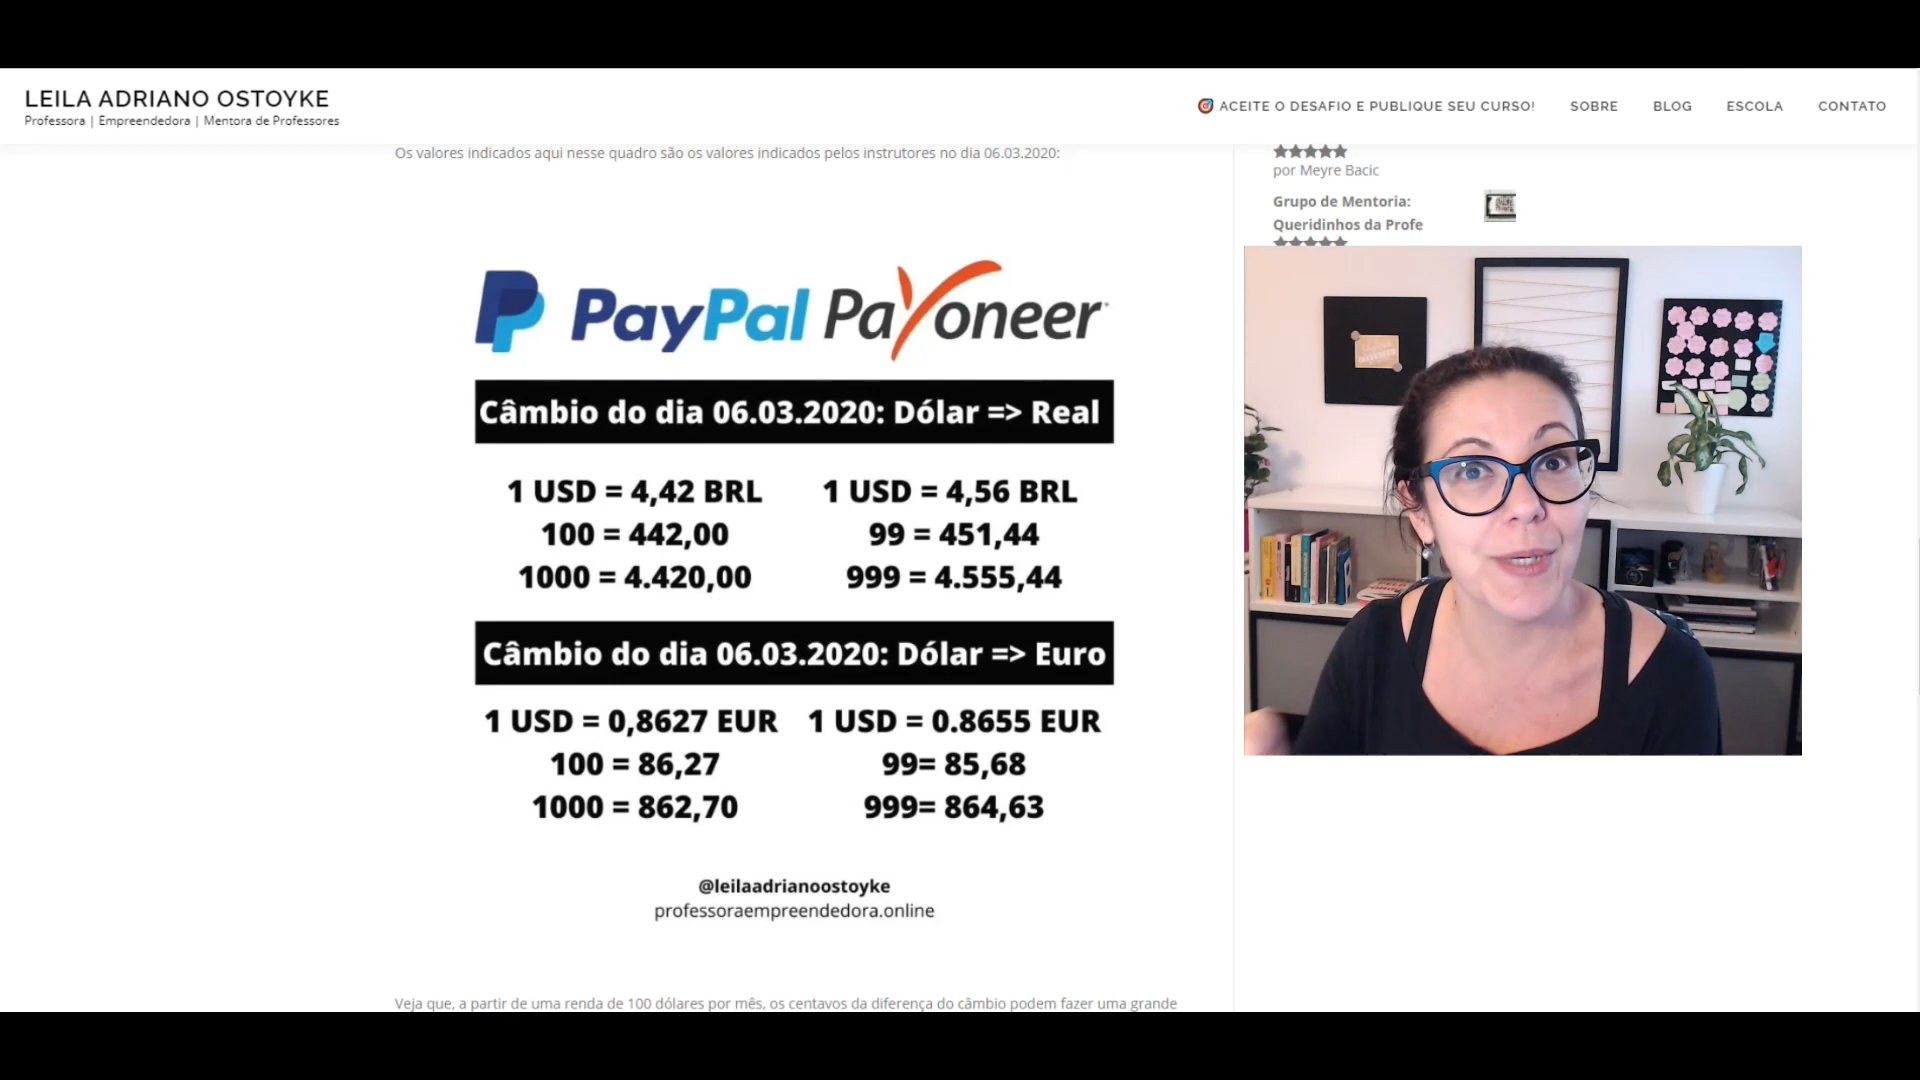 LEILA ADRIANO OSTOYKE
Professora | Empreendedora | Mentora de Professores
ACEITE O DESAFIO E PUBLIQUE SEU CURSO!
SOBRE
BLOG
ESCOLA
CONTATO
Os valores indicados aqui nesse quadro são os valores indicados pelos instrutores no dia 06.03.2020:
PayPal Payoneer
Câmbio do dia 06.03.2020: Dólar => Real
1 USD = 4,42 BRL
100 = 442,00
1000 = 4.420,00
1 USD = 4,56 BRL
99 = 451,44
999 = 4.555,44
Câmbio do dia 06.03.2020: Dólar => Euro
1 USD = 0,8627 EUR
100 = 86,27
1000 = 862,70
1 USD = 0.8655 EUR
99= 85,68
999= 864,63
@leilaadrianoostoyke
professoraempreendedora.online
Veja que, a partir de uma renda de 100 dólares por mês, os centavos da diferença do câmbio podem fazer uma grande
por Meyre Bacic
Grupo de Mentoria:
Queridinhos da Profe